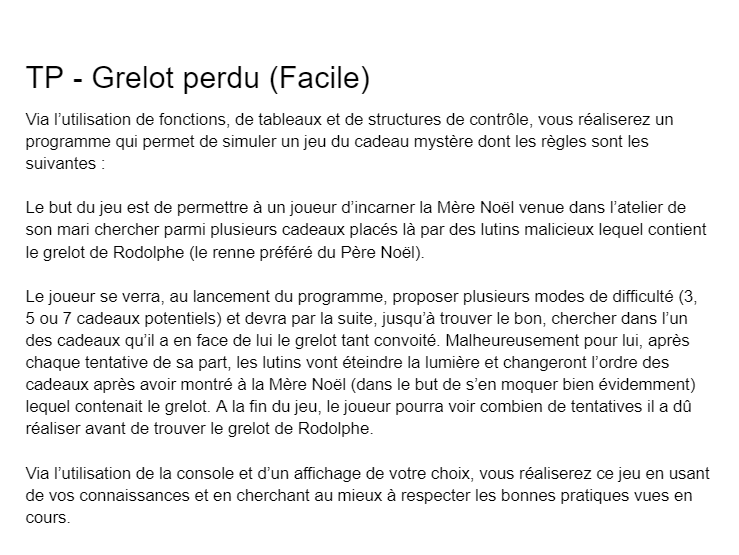 TP - Grelot perdu (Facile)
Via l’utilisation de fonctions, de tableaux et de structures de contrôle, vous réaliserez un
programme qui permet de simuler un jeu du cadeau mystère dont les règles sont les
suivantes :
Le but du jeu est de permettre à un joueur d’incarner la Mère Noël venue dans l’atelier de
son mari chercher parmi plusieurs cadeaux placés là par des lutins malicieux lequel contient
le grelot de Rodolphe (le renne préféré du Père Noël).
Le joueur se verra, au lancement du programme, proposer plusieurs modes de difficulté (3,
5 ou 7 cadeaux potentiels) et devra par la suite, jusqu’à trouver le bon, chercher dans l’un
des cadeaux qu’il a en face de lui le grelot tant convoité. Malheureusement pour lui, après
chaque tentative de sa part, les lutins vont éteindre la lumière et changeront l’ordre des
cadeaux après avoir montré à la Mère Noël (dans le but de s’en moquer bien évidemment)
lequel contenait le grelot. A la fin du jeu, le joueur pourra voir combien de tentatives il a dû
réaliser avant de trouver le grelot de Rodolphe.
Via l’utilisation de la console et d’un affichage de votre choix, vous réaliserez ce jeu en usant
de vos connaissances et en cherchant au mieux à respecter les bonnes pratiques vues en
cours.